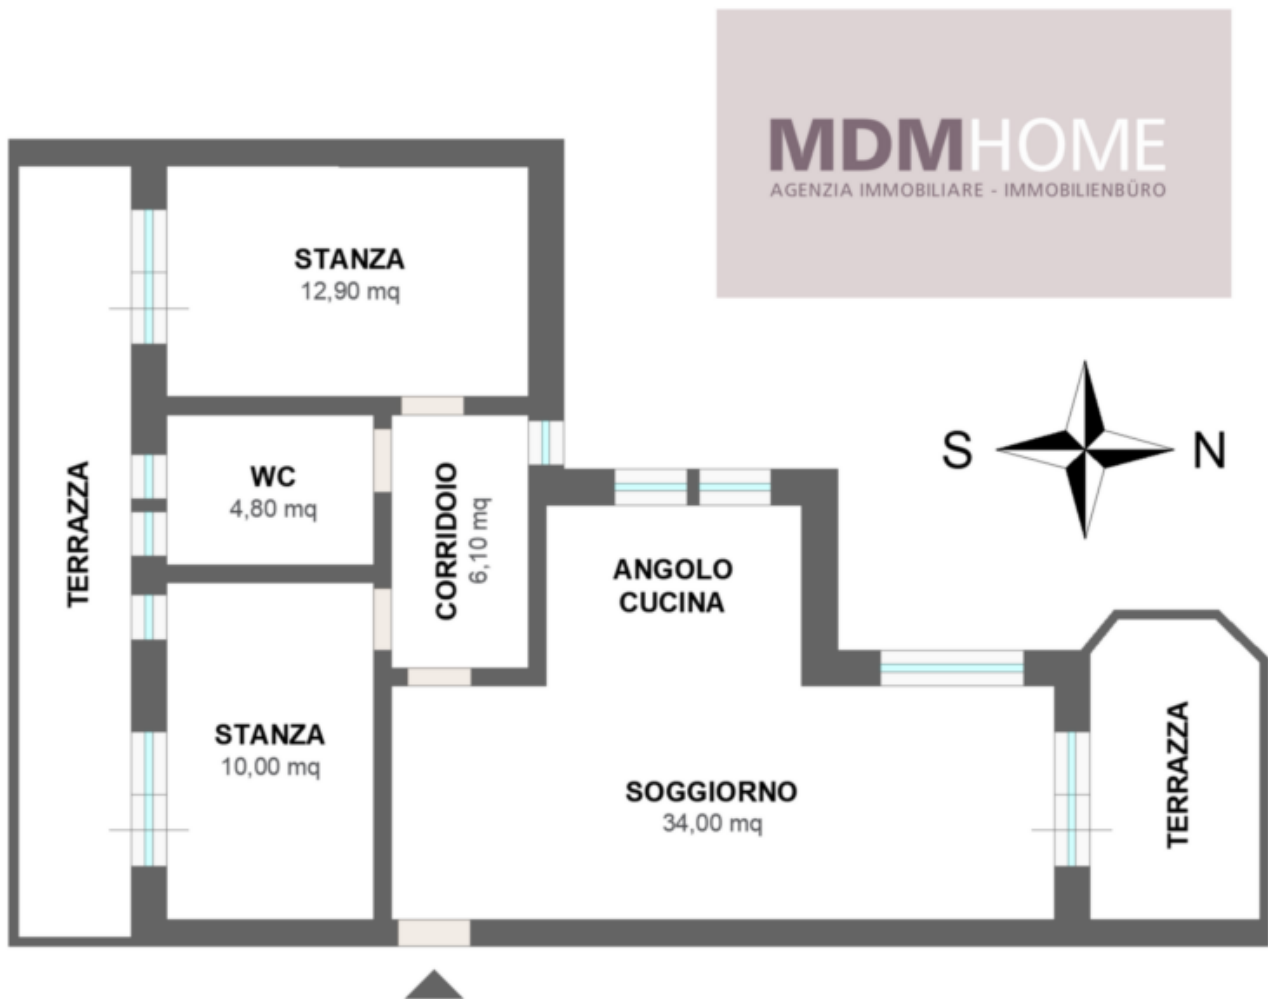 MDMHOME
AGENZIA IMMOBILIARE - IMMOBILIENBÜRO
STANZA
12,90 mq
S
N
WC
4,80 mq
CORRIDOIO
6,10 mq
TERRAZZA
ANGOLO
CUCINA
STANZA
10,00 mq
SOGGIORNO
34,00 mq
TERRAZZA